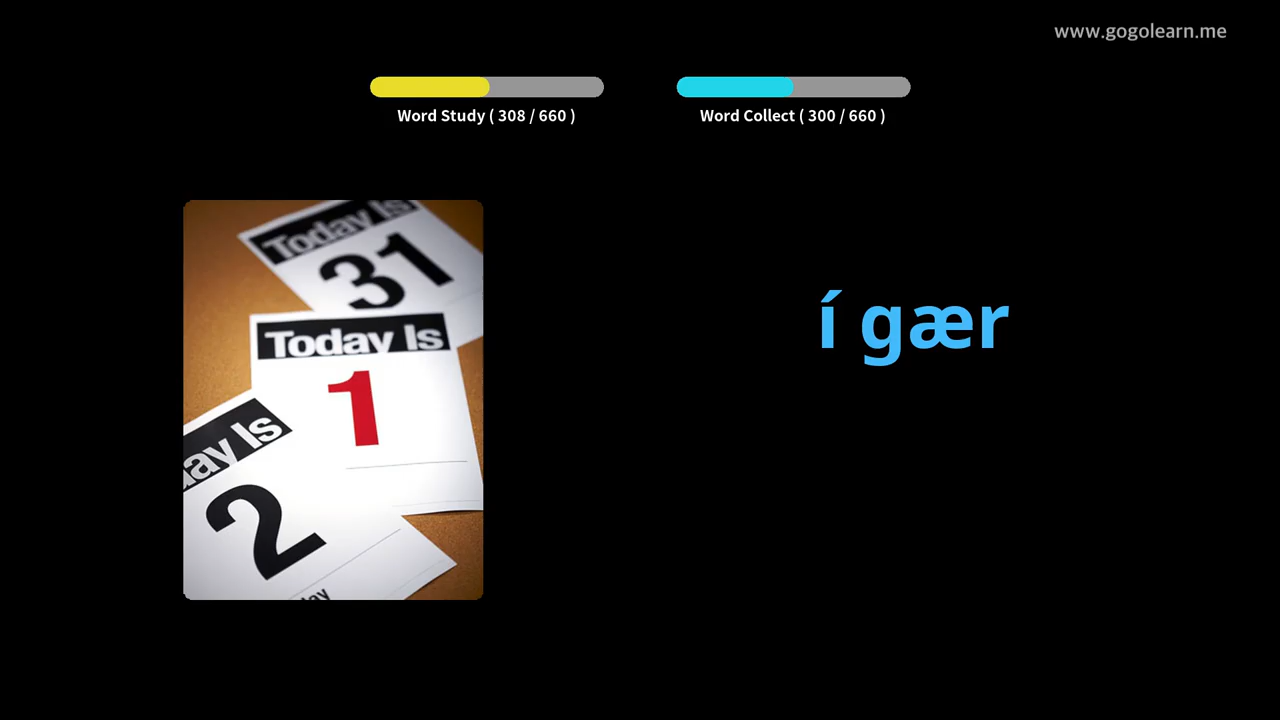 www.gogolearn.me
Word Study ( 308 / 660 )
Word Collect ( 300 / 660 )
Today Is
31
Today Is
1
ay Is
2
ay
í gær